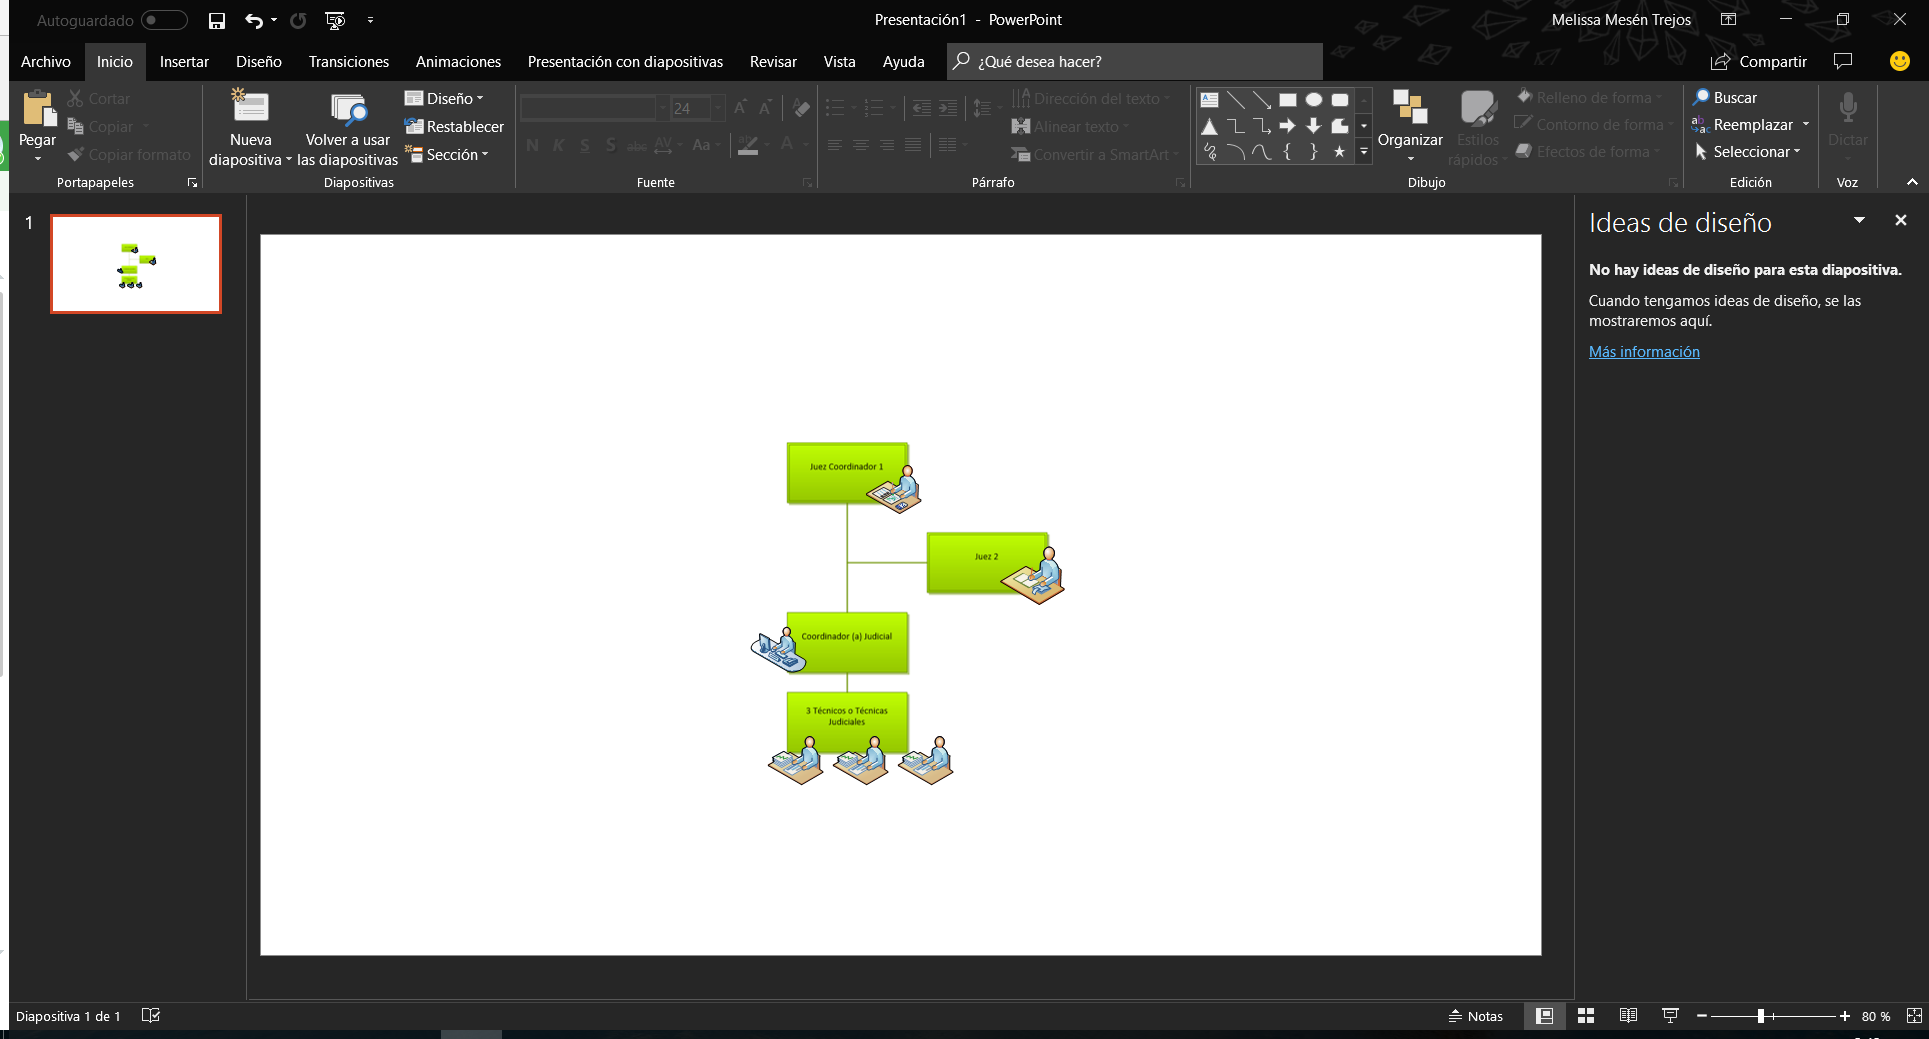 Autoguardado
Presentación1 - PowerPoint
Melissa Mesén Trejos
Archivo Inicio Insertar Diseño Transiciones Animaciones Presentación con diapositivas Revisar Vista Ayuda ¿Qué desea hacer? Compartir
Pegar
Cortar
Copiar
Copiar formato
Portapapeles
Nueva
diapositiva
Volver a usar
las diapositivas
Diseño
Restablecer
Sección
Diapositivas
24
N K S S abc AV Aa A
Fuente
Dirección del texto
Alinear texto
Convertir a SmartArt
Párrafo
Organizar
Estilos
rápidos
Relleno de forma
Contorno de forma
Efectos de forma
Dibujo
Buscar
Reemplazar
Seleccionar
Edición
Dictar
Voz
1
Juez Coordinador 1
Juez 2
Coordinador (a) Judicial
3 Técnicos o Técnicas
Judiciales
Ideas de diseño
No hay ideas de diseño para esta diapositiva.
Cuando tengamos ideas de diseño, se las
mostraremos aquí.
Más información
Diapositiva 1 de 1
Notas
80 %